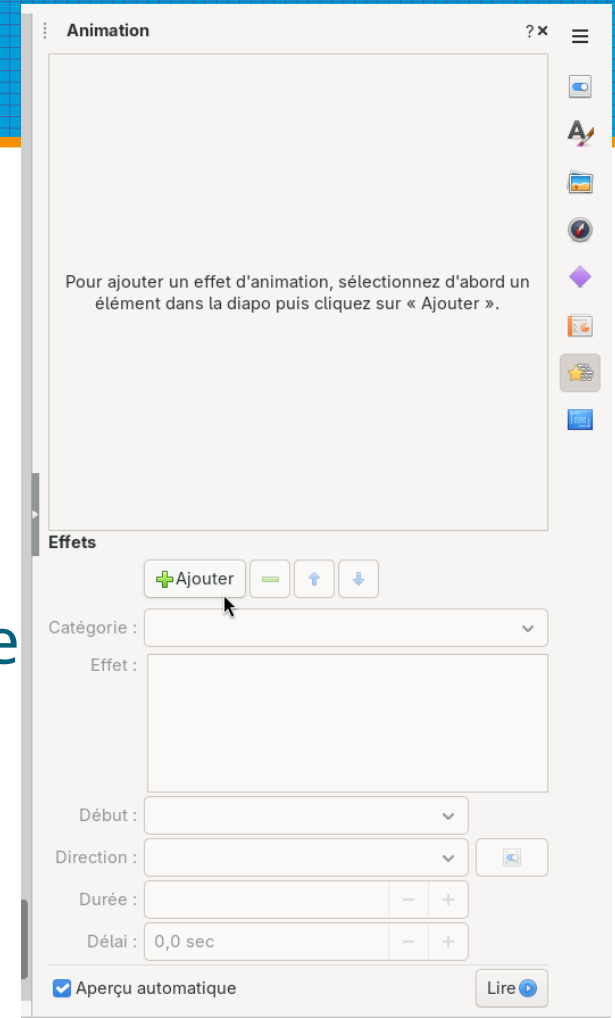 Animation
?
Pour ajouter un effet d'animation, sélectionnez d'abord un
élément dans la diapo puis cliquez sur « Ajouter ».
Effets
Ajouter
Catégorie :
e
Effet :
Début :
Direction :
Durée :
Délai : 0,0 sec
Aperçu automatique
Lire